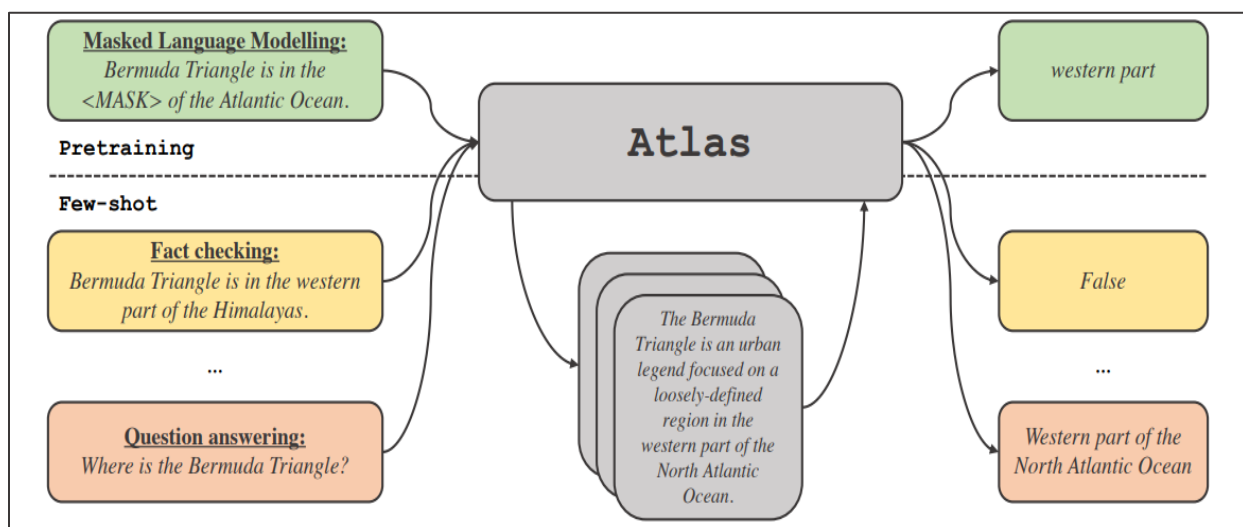 Masked Language Modelling:
Bermuda Triangle is in the
<MASK> of the Atlantic Ocean.
Pretraining
Few-shot
Fact checking:
Bermuda Triangle is in the western
part of the Himalayas.
...
Question answering:
Where is the Bermuda Triangle?
Atlas
The Bermuda
Triangle is an urban
legend focused on a
loosely-defined
region in the
western part of the
North Atlantic
Ocean.
western part
False
...
Western part of the
North Atlantic Ocean